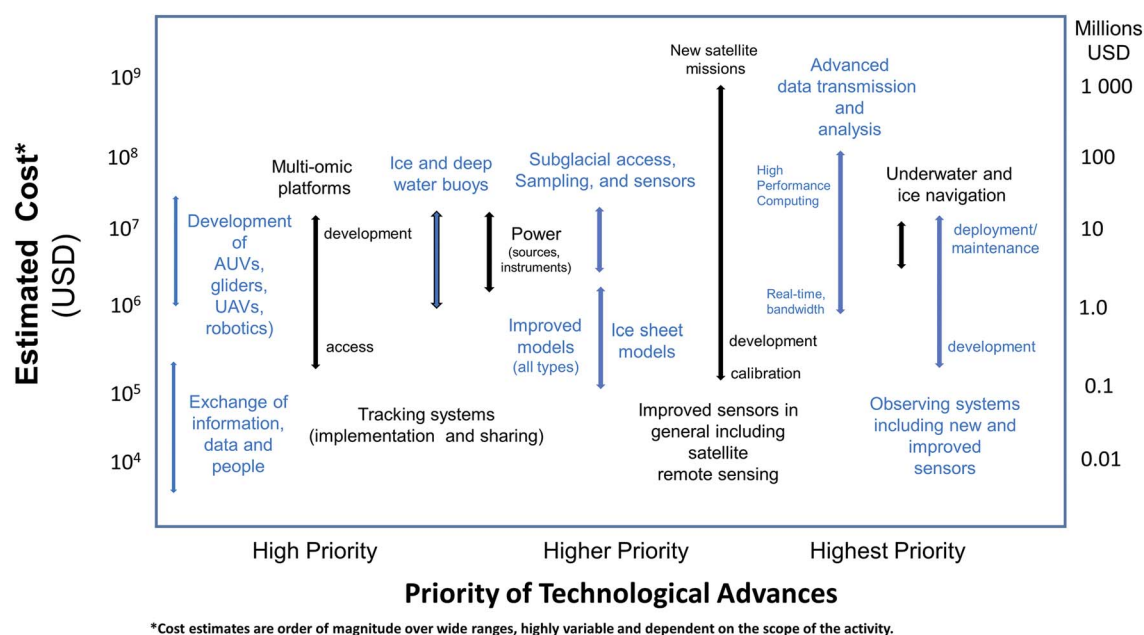 Estimated Cost*
(USD)
10⁹
10⁸
10⁷
10⁶
10⁵
10⁴
Millions
USD
1 000
100
10
1.0
0.1
0.01
Development
of
AUVs,
gliders,
UAVs,
robotics)
Exchange of
information,
data and
people
Multi-omic
platforms
development
access
Ice and deep
water buoys
Power
(sources,
instruments)
Tracking systems
(implementation and sharing)
Subglacial access,
Sampling, and sensors
Improved
models
(all types)
Ice sheet
models
New satellite
missions
development
calibration
Improved sensors in
general including
satellite
remote sensing
Advanced
data transmission
and
analysis
High
Performance
Computing
Real-time,
bandwidth
Underwater and
ice navigation
deployment/
maintenance
development
Observing systems
including new and
improved
sensors
High Priority
Higher Priority
Highest Priority
Priority of Technological Advances
*Cost estimates are order of magnitude over wide ranges, highly variable and dependent on the scope of the activity.